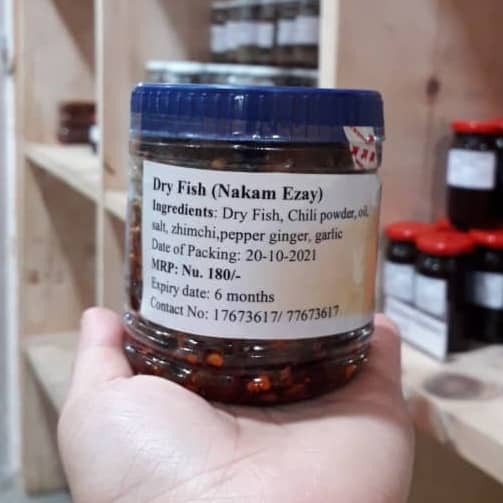 Dry Fish (Nakam Ezay)
Ingredients: Dry Fish, Chili powder, oil,
salt, zhimchi,pepper ginger, garlic
Date of Packing: 20-10-2021
MRP: Nu. 180/-
Expiry date: 6 months
Contact No: 17673617/ 77673617